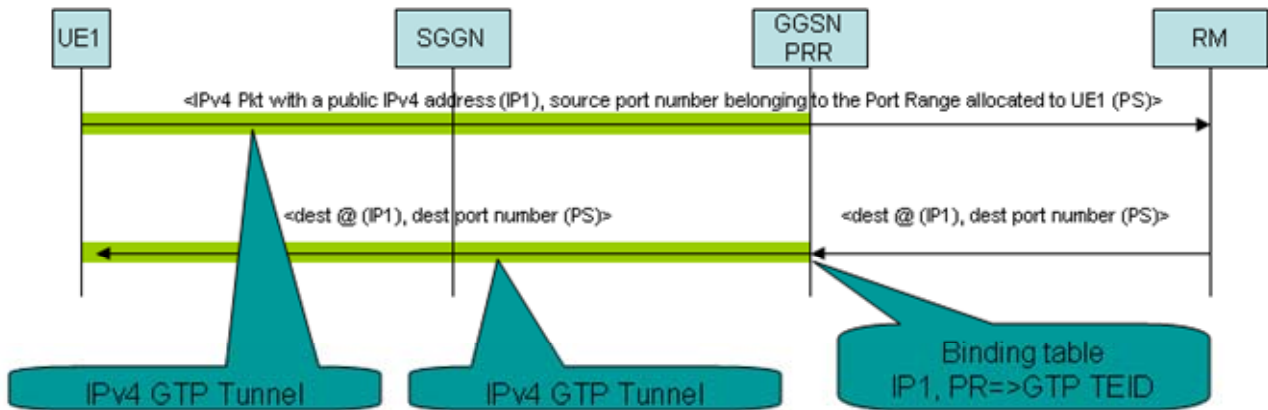 UE1
SGGN
GGSN
PRR
RM
<IPv4 Pkt with a public IPv4 address (IP1), source port number belonging to the Port Range allocated to UE1 (PS)>
<dest @ (IP1), dest port number (PS)>
<dest @ (IP1), dest port number (PS)>
IPv4 GTP Tunnel
IPv4 GTP Tunnel
Binding table
IP1, PR=>GTP TEID